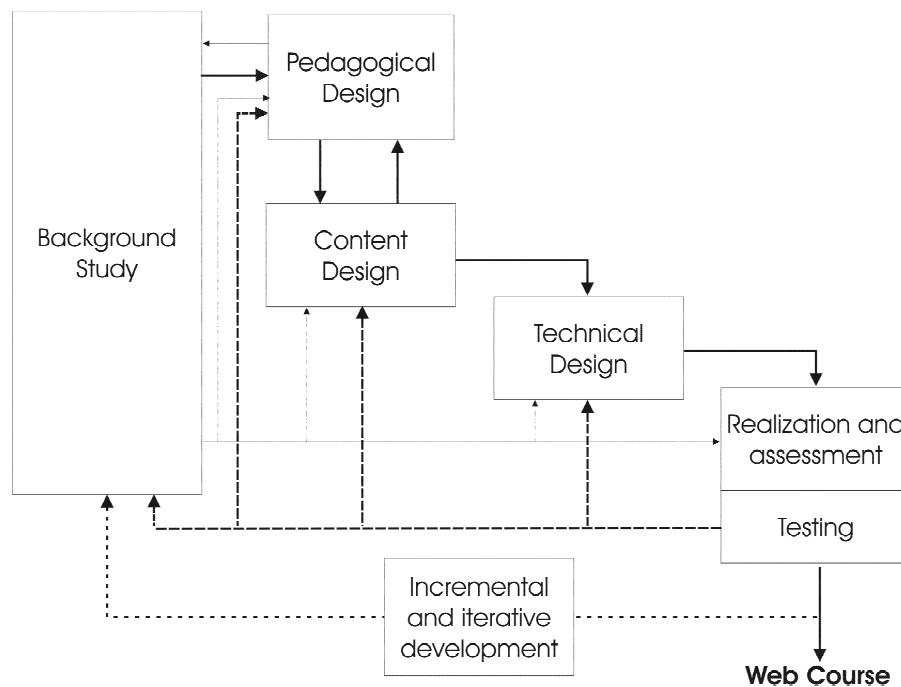 Pedagogical
Design
Background
Study
Content
Design
Technical
Design
Realization and
assessment
Testing
Incremental
and iterative
development
Web Course